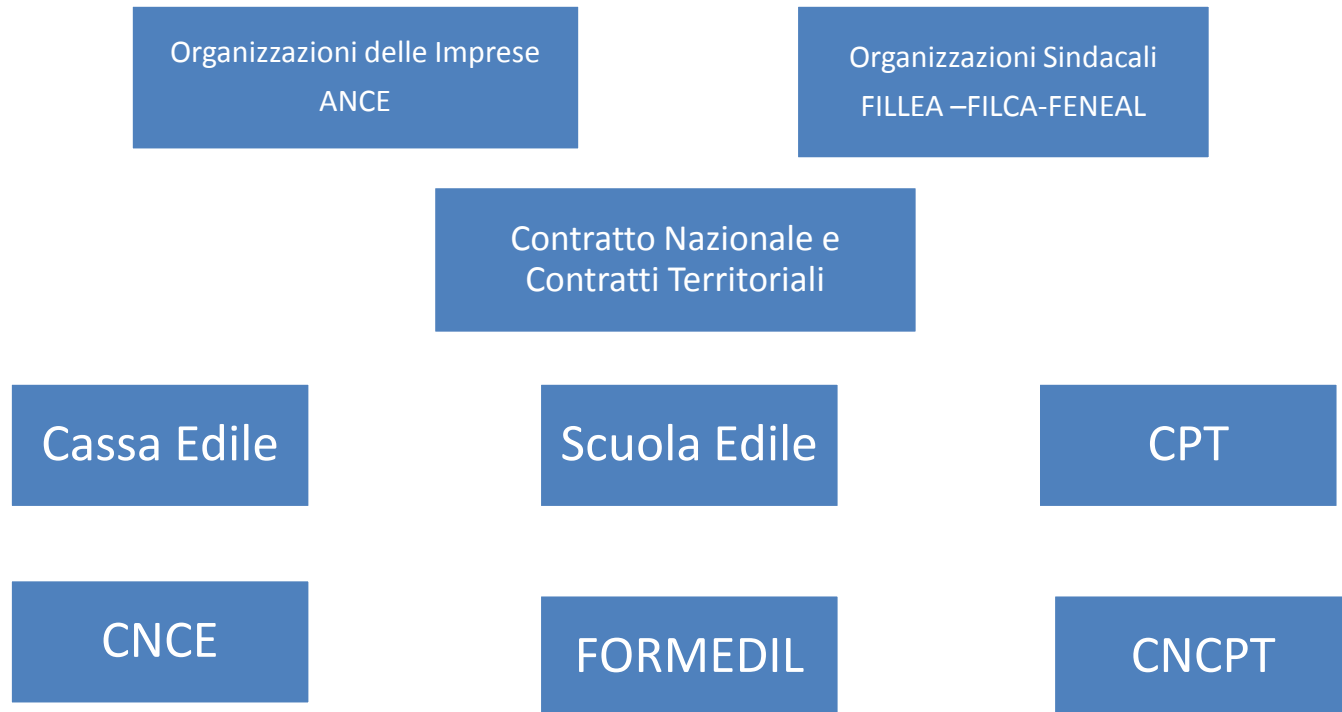 Organizzazioni delle Imprese
ANCE
Organizzazioni Sindacali
FILLEA –FILCA-FENEAL
Contratto Nazionale e
Contratti Territoriali
Cassa Edile
Scuola Edile
CPT
CNCE
FORMEDIL
CNCPT